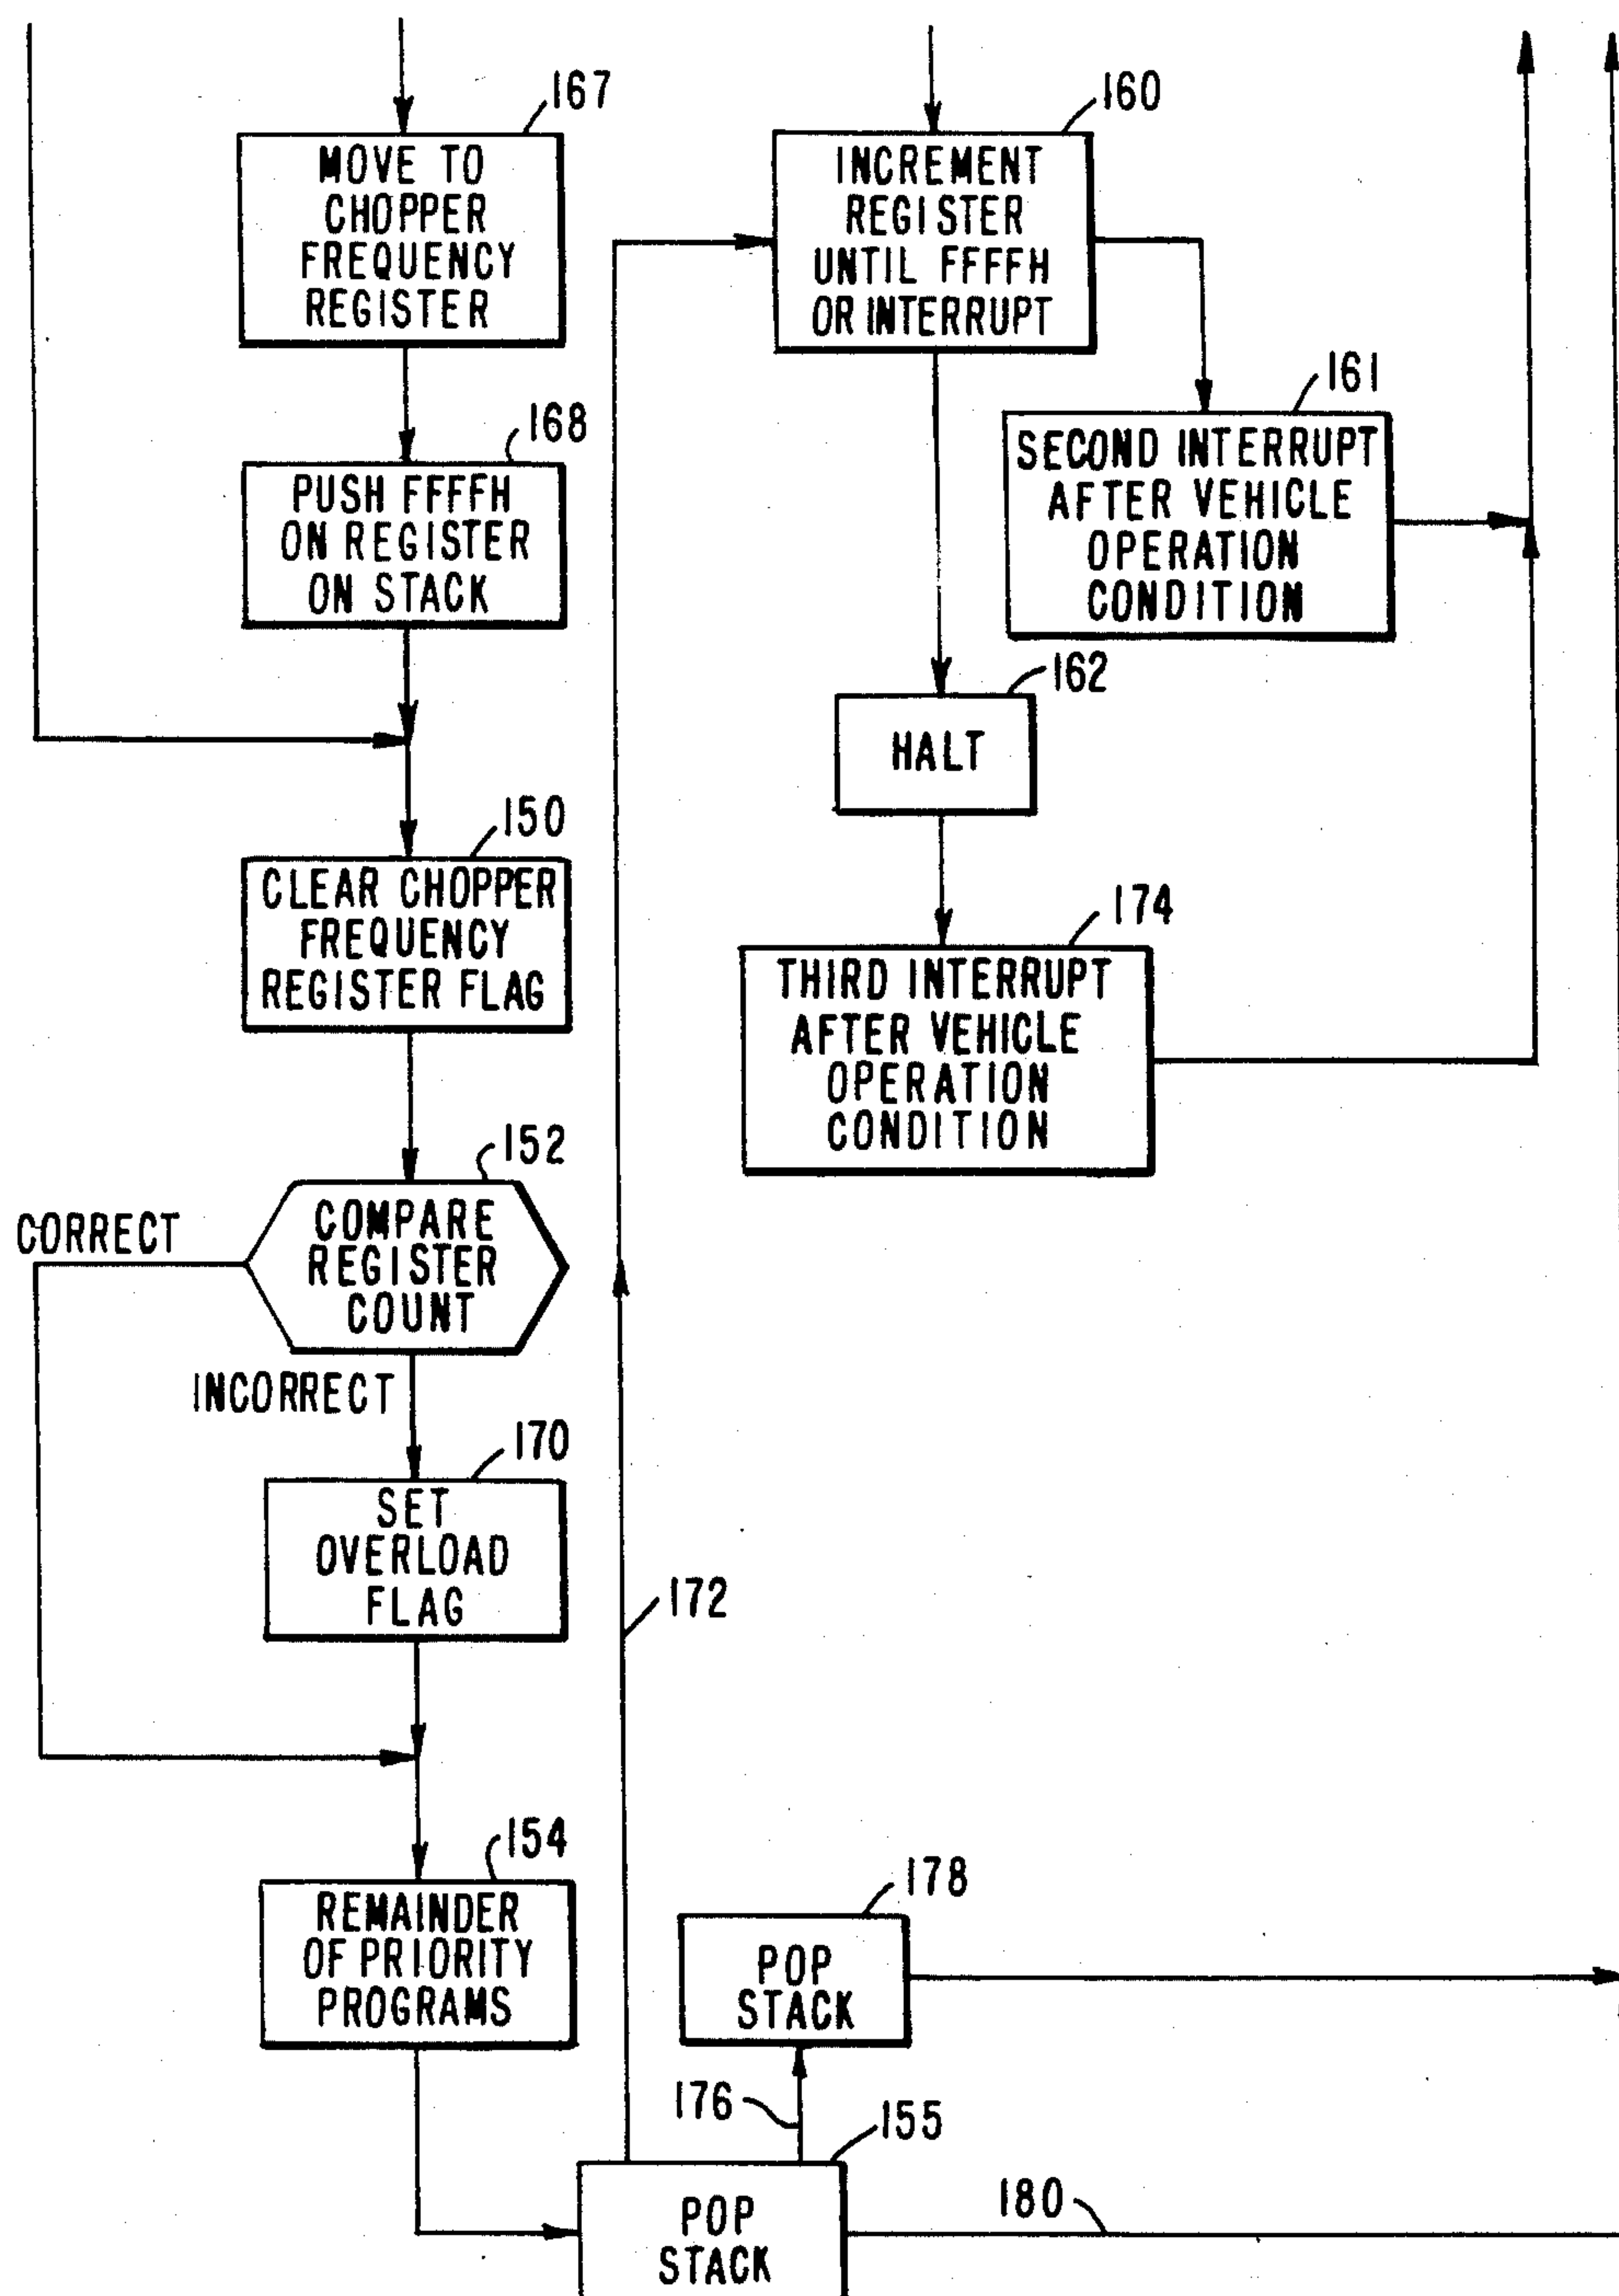 167
MOVE TO
CHOPPER
FREQUENCY
REGISTER
168
PUSH FFFFH
ON REGISTER
ON STACK
150
CLEAR CHOPPER
FREQUENCY
REGISTER FLAG
152
COMPARE
REGISTER
COUNT
CORRECT
INCORRECT
170
SET
OVERLOAD
FLAG
154
REMAINDER
OF PRIORITY
PROGRAMS
160
INCREMENT
REGISTER
UNTIL FFFFH
OR INTERRUPT
161
SECOND INTERRUPT
AFTER VEHICLE
OPERATION
CONDITION
162
HALT
174
THIRD INTERRUPT
AFTER VEHICLE
OPERATION
CONDITION
172
178
POP
STACK
176
155
POP
STACK
180